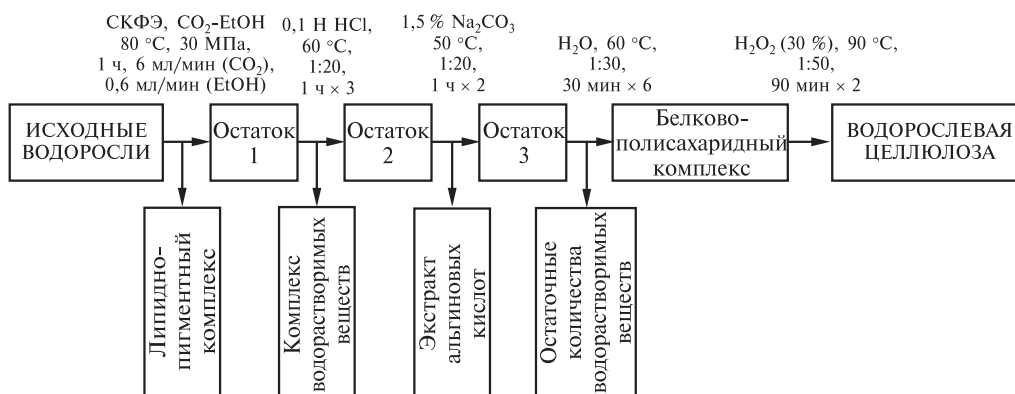 СКФЭ, CO₂-EtOH
80 °C, 30 МПа,
1 ч, 6 мл/мин (CO₂),
0,6 мл/мин (EtOH)
0,1 Н HCl,
60 °C,
1:20,
1 ч × 3
1,5 % Na₂CO₃
50 °C,
1:20,
1 ч × 2
H₂O, 60 °C,
1:30,
30 мин × 6
H₂O₂ (30 %), 90 °C,
1:50,
90 мин × 2
ИСХОДНЫЕ
ВОДОРОСЛИ
Остаток
1
Остаток
2
Остаток
3
Белково-
полисахаридный
комплекс
ВОДОРОСЛЕВАЯ
ЦЕЛЛЮЛОЗА
Липидно-
пигментный
комплекс
Комплекс
водорастворимых
веществ
Экстракт
альгиновых
кислот
Остаточные
количества
водорастворимых
веществ